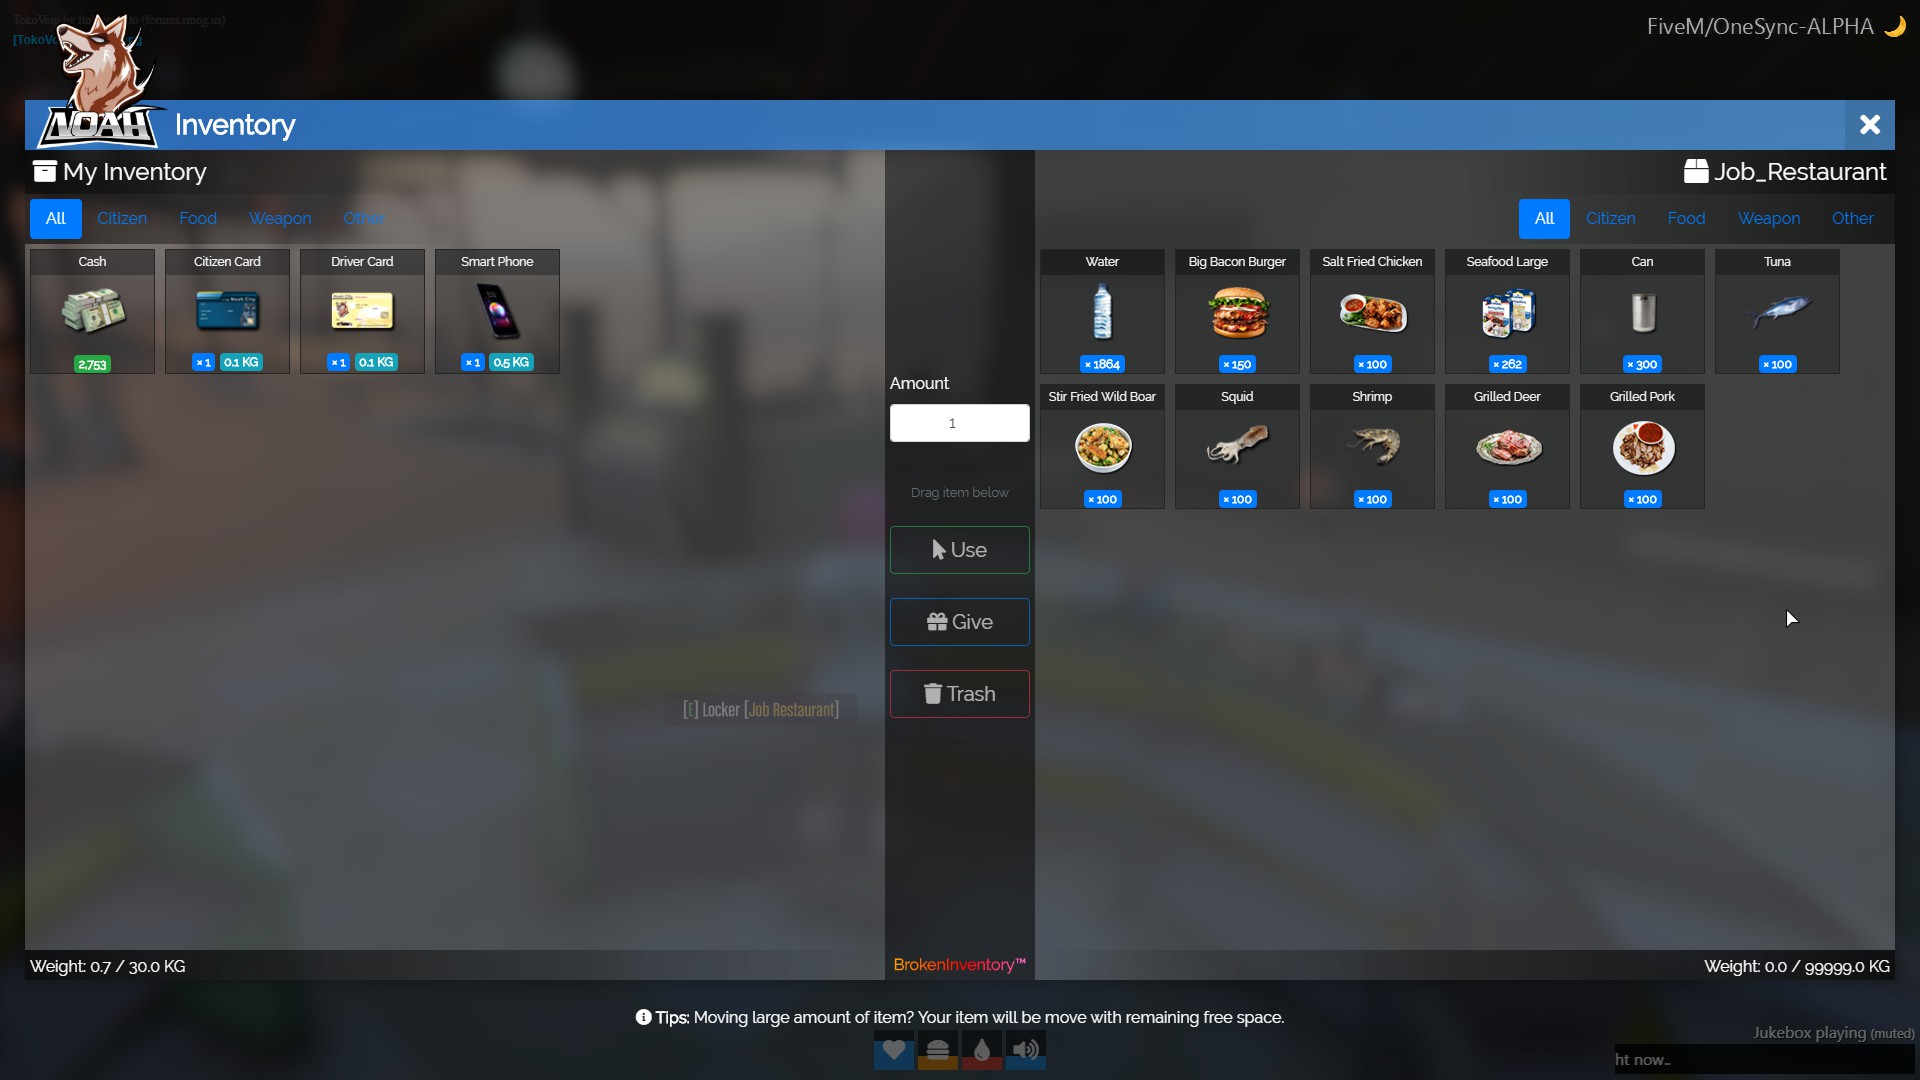 FiveM/OneSync-ALPHA
NOAH
Inventory
My Inventory
Job_Restaurant
All Citizen Food Weapon Other
All Citizen Food Weapon Other
Cash
2,753
Citizen Card
× 1 0.1 KG
Driver Card
× 1 0.1 KG
Smart Phone
× 1 0.5 KG
Amount
1
Drag item below
Use
Give
Trash
BrokenInventory™
Water
× 1864
Big Bacon Burger
× 150
Salt Fried Chicken
× 100
Seafood Large
× 262
Can
× 300
Tuna
× 100
Stir Fried Wild Boar
× 100
Squid
× 100
Shrimp
× 100
Grilled Deer
× 100
Grilled Pork
× 100
[E] Locker [Job Restaurant]
Weight: 0.7 / 30.0 KG
Weight: 0.0 / 99999.0 KG
Tips: Moving large amount of item? Your item will be move with remaining free space.
Jukebox playing (muted)
ht now..